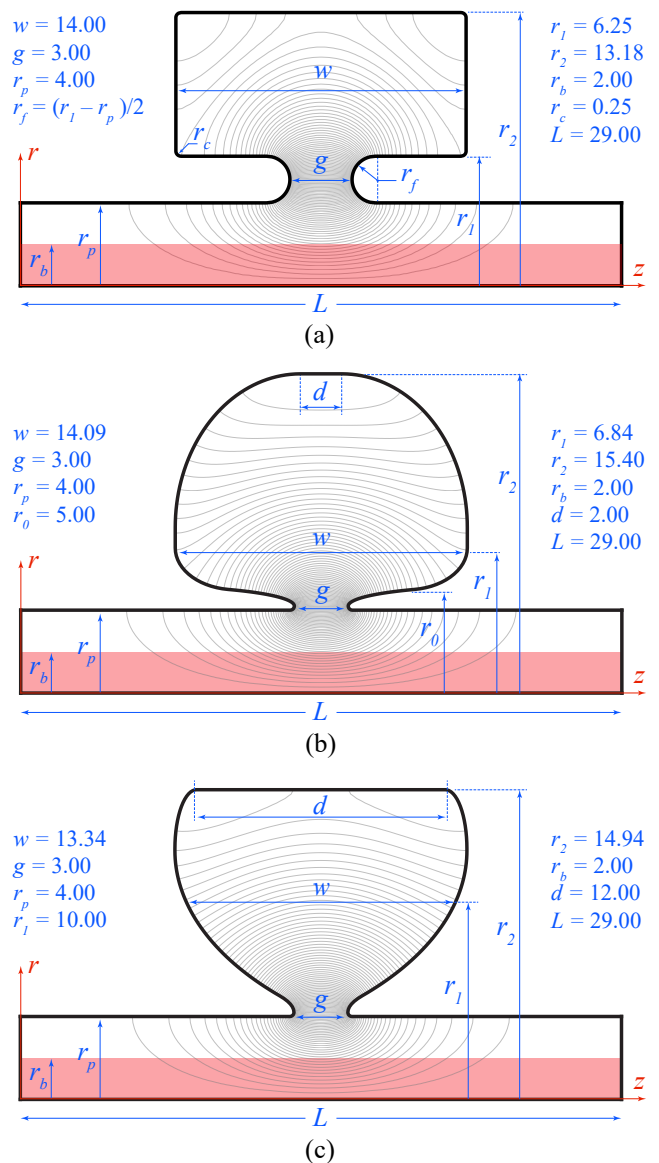 w = 14.00
g = 3.00
r_p = 4.00
r_f = (r_1 – r_p )/2
r_1 = 6.25
r_2 = 13.18
r_b = 2.00
r_c = 0.25
L = 29.00
w
r_2
r_c
g
r_f
r
r_1
r_p
r_b
z
L
(a)
d
w = 14.09
g = 3.00
r_p = 4.00
r_0 = 5.00
r_1 = 6.84
r_2 = 15.40
r_b = 2.00
d = 2.00
L = 29.00
r_2
w
r
r_1
g
r_0
r_p
r_b
z
L
(b)
d
w = 13.34
g = 3.00
r_p = 4.00
r_1 = 10.00
r_2 = 14.94
r_b = 2.00
d = 12.00
L = 29.00
w
r_2
r
r_1
g
r_p
r_b
z
L
(c)